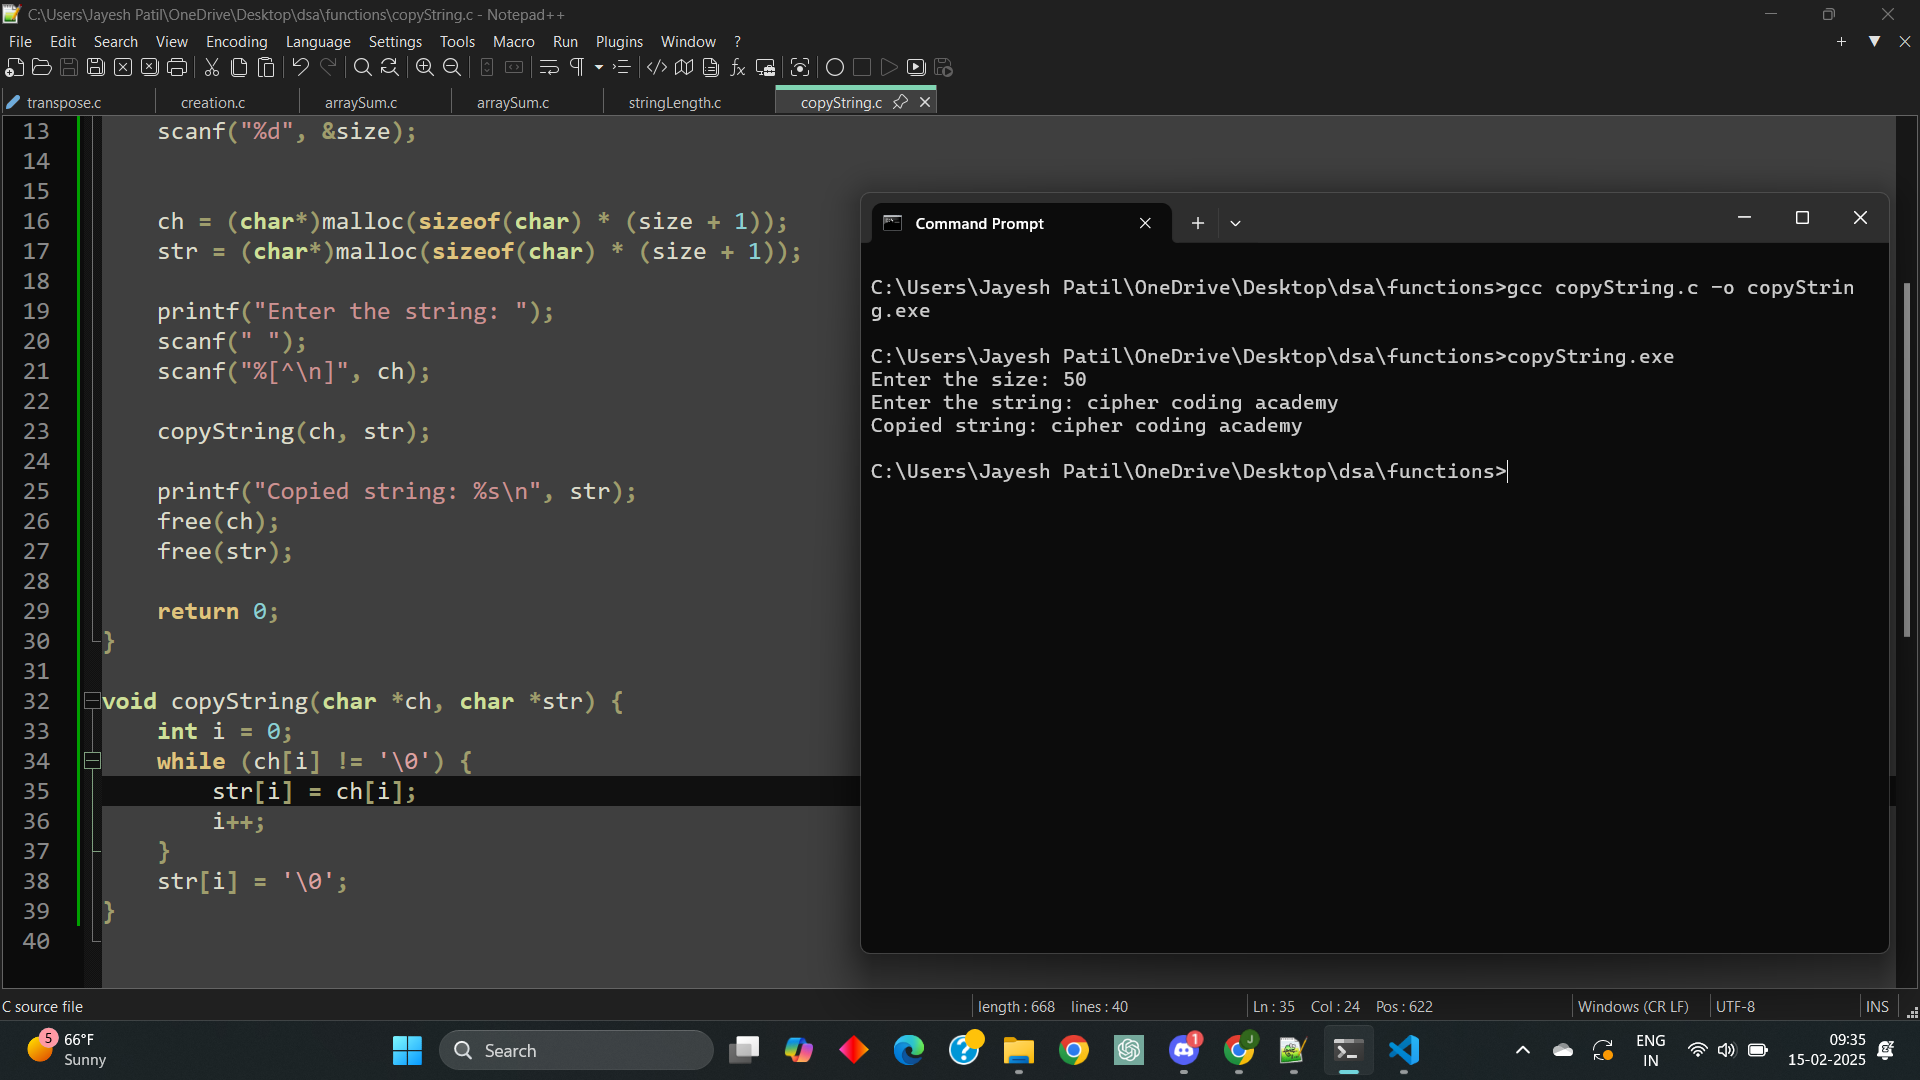 C:\Users\Jayesh Patil\OneDrive\Desktop\dsa\functions\copyString.c - Notepad++
File Edit Search View Encoding Language Settings Tools Macro Run Plugins Window ?
transpose.c creation.c arraySum.c arraySum.c stringLength.c copyString.c
13 scanf("%d", &size);
14
15
16 ch = (char*)malloc(sizeof(char) * (size + 1));
17 str = (char*)malloc(sizeof(char) * (size + 1));
18
19 printf("Enter the string: ");
20 scanf(" ");
21 scanf("%[^\n]", ch);
22
23 copyString(ch, str);
24
25 printf("Copied string: %s\n", str);
26 free(ch);
27 free(str);
28
29 return 0;
30 }
31
32 void copyString(char *ch, char *str) {
33 int i = 0;
34 while (ch[i] != '\0') {
35 str[i] = ch[i];
36 i++;
37 }
38 str[i] = '\0';
39 }
40
Command Prompt
C:\Users\Jayesh Patil\OneDrive\Desktop\dsa\functions>gcc copyString.c -o copyStrin
g.exe
C:\Users\Jayesh Patil\OneDrive\Desktop\dsa\functions>copyString.exe
Enter the size: 50
Enter the string: cipher coding academy
Copied string: cipher coding academy
C:\Users\Jayesh Patil\OneDrive\Desktop\dsa\functions>
C source file length : 668 lines : 40 Ln : 35 Col : 24 Pos : 622 Windows (CR LF) UTF-8 INS
5 66°F
Sunny
Search
1
J
ENG
IN
09:35
15-02-2025